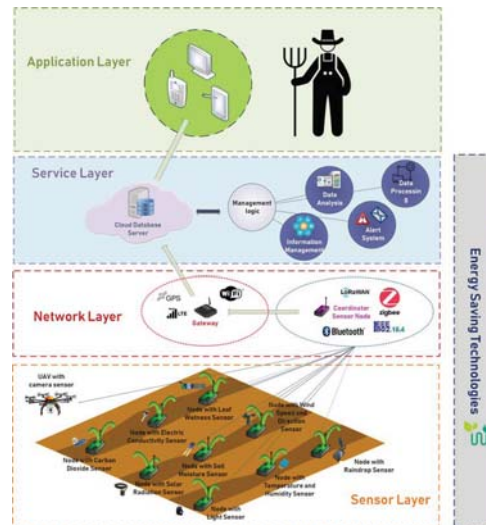 Application Layer
Service Layer
Cloud Database
Server
Management
logic
Data
Analysis
Data
Processin
g
Information
Management
Alert
System
Network Layer
GPS
WiFi
LTE
Gateway
LoRaWAN
Coordinator
Sensor Node
zigbee
Bluetooth
UAV with
camera sensor
Node with Leaf
Wetness Sensor
Node with Wind
Speed and
Direction
Sensor
Node with Electric
Conductivity Sensor
Node with Carbon
Dioxide Sensor
Node with Soil
Moisture Sensor
Node with
Raindrop Sensor
Node with Solar
Radiation Sensor
Node with
Temperature and
Humidity Sensor
Node with
Light Sensor
Sensor Layer
Energy Saving Technologies